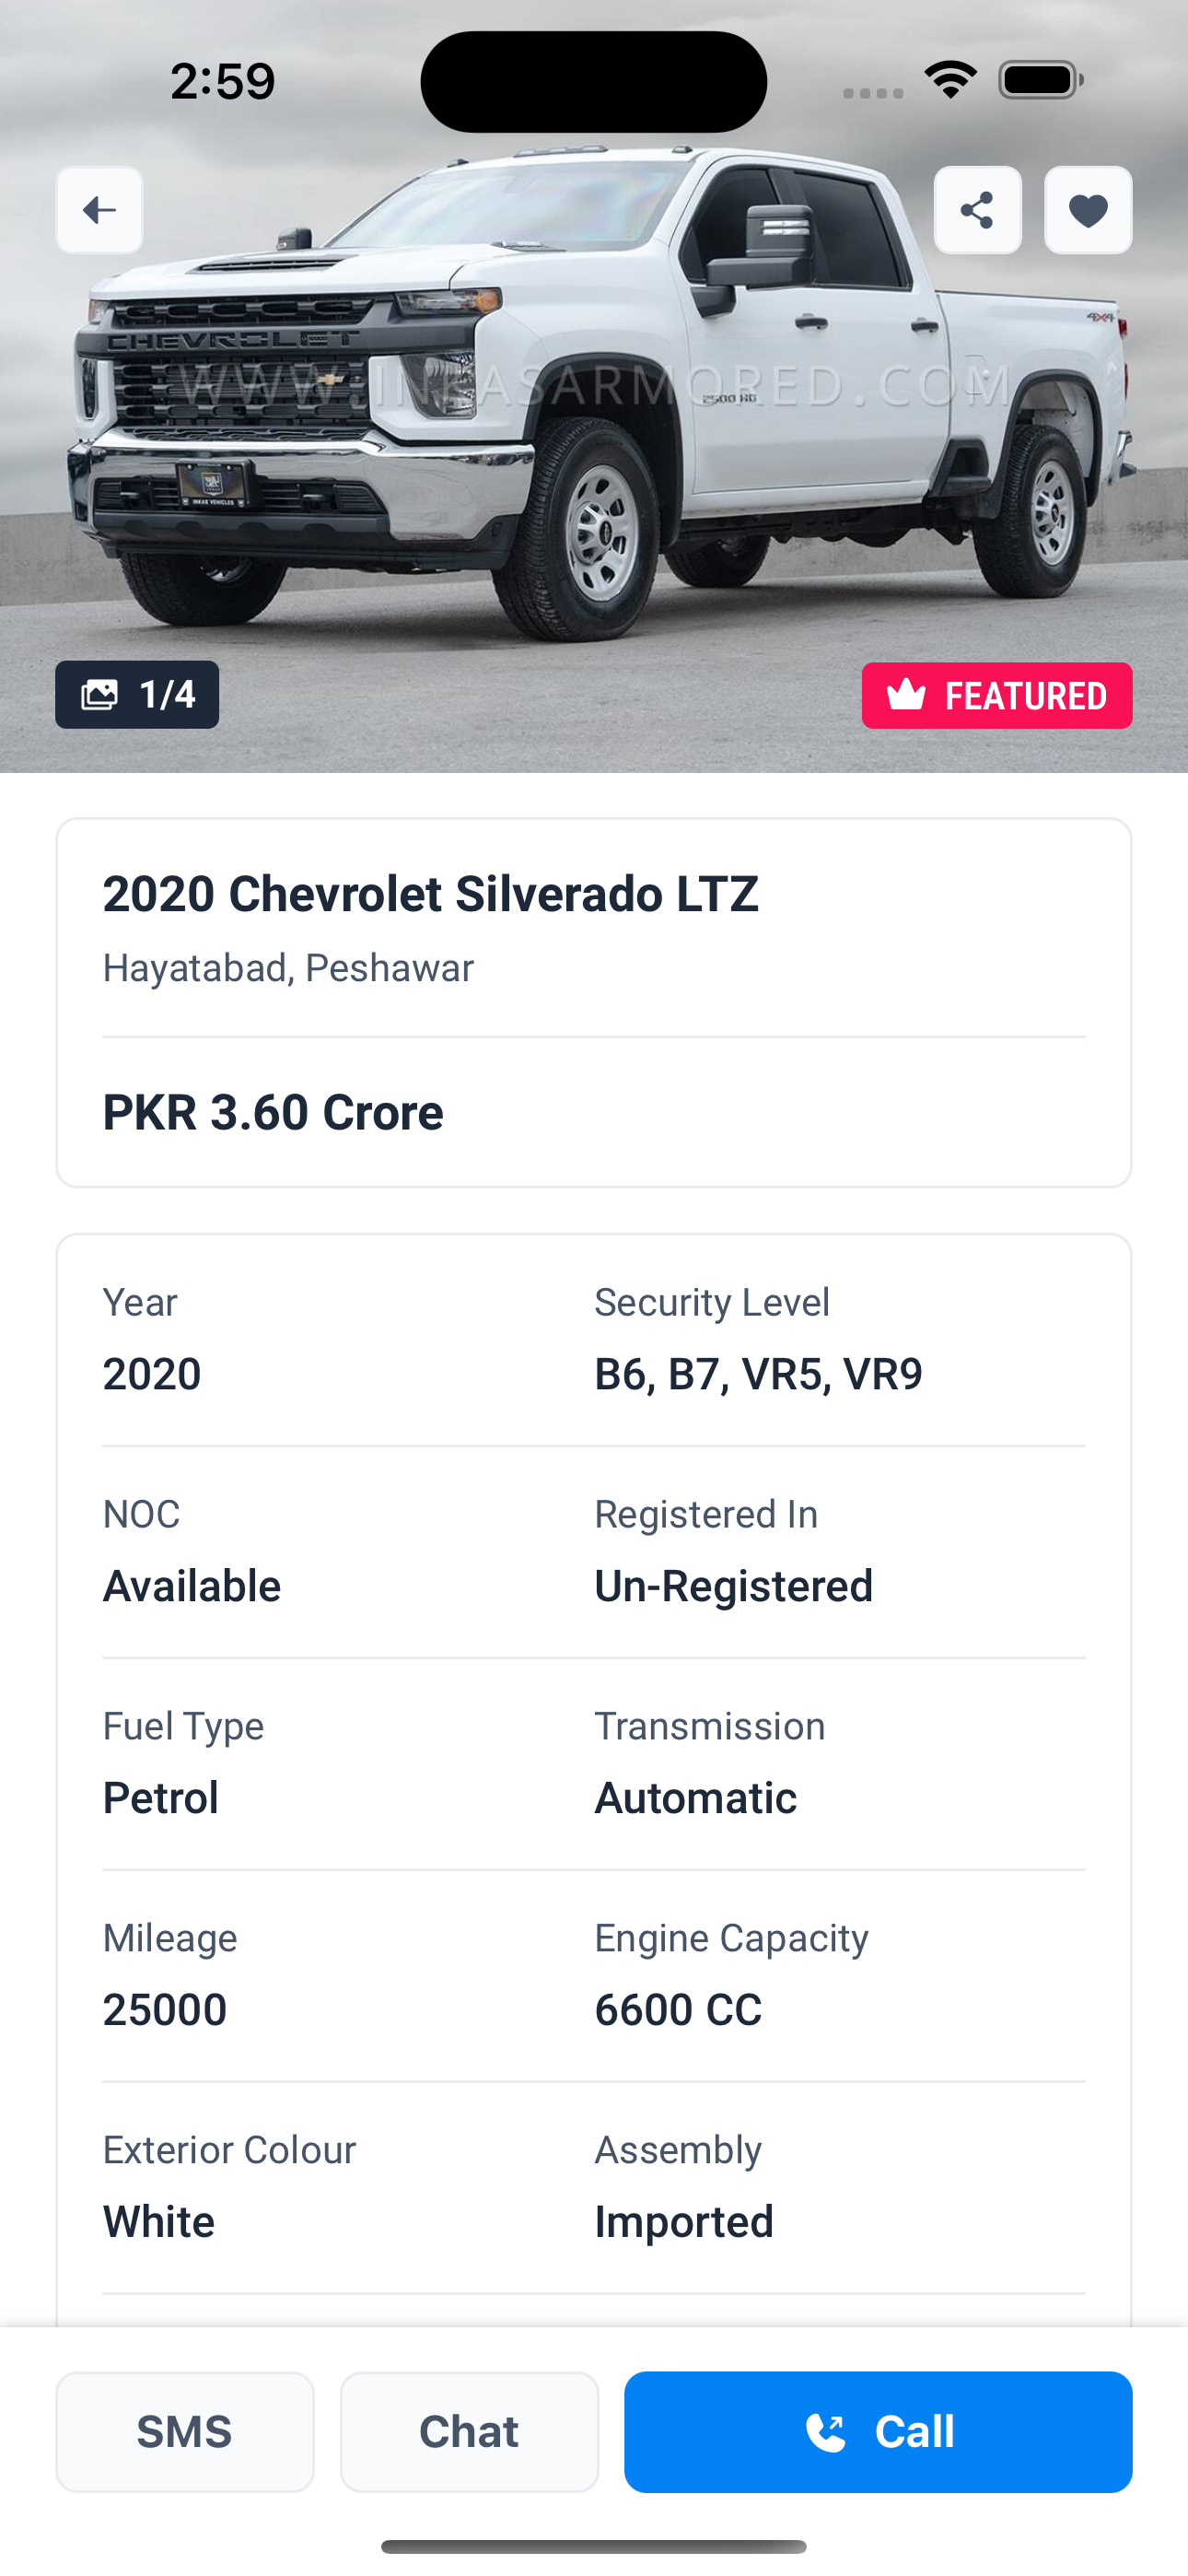 2:59
CHEVROLET
4X4
WWW.INKASARMORED.COM
2500 HD
INKAS VEHICLES
1/4
FEATURED
2020 Chevrolet Silverado LTZ
Hayatabad, Peshawar
PKR 3.60 Crore
Year
Security Level
2020
B6, B7, VR5, VR9
NOC
Registered In
Available
Un-Registered
Fuel Type
Transmission
Petrol
Automatic
Mileage
Engine Capacity
25000
6600 CC
Exterior Colour
Assembly
White
Imported
SMS
Chat
Call